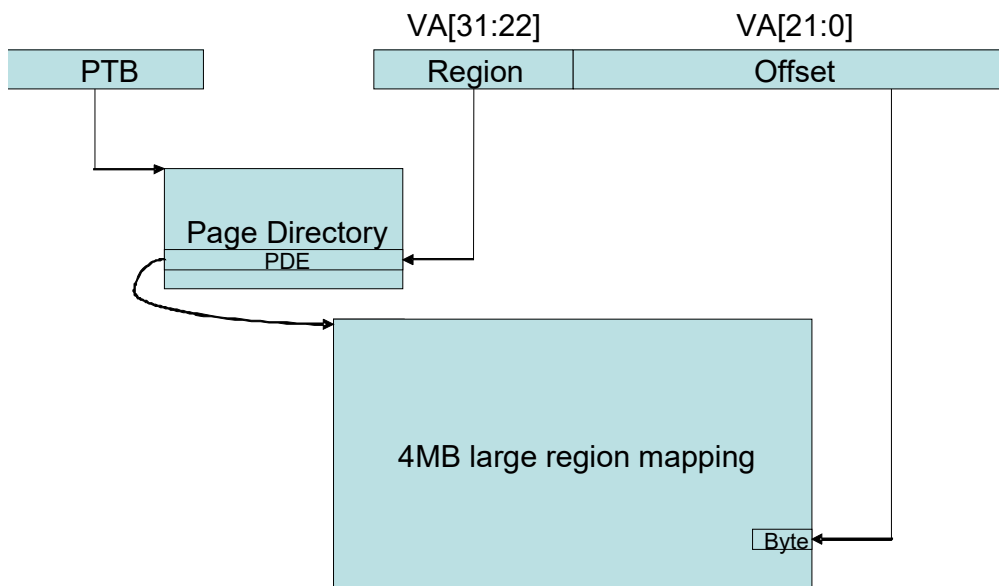 VA[31:22]
VA[21:0]
PTB
Region
Offset
Page Directory
PDE
4MB large region mapping
Byte